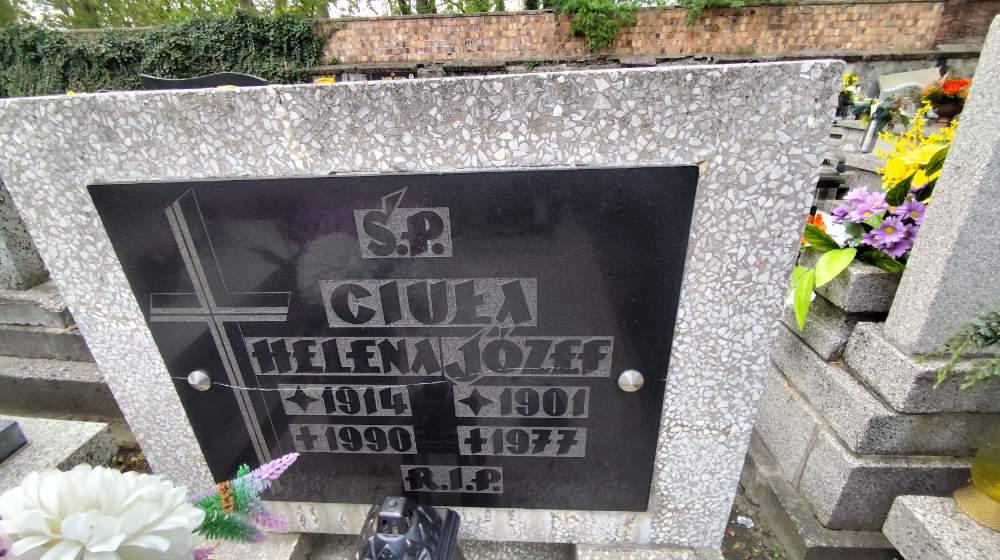 Ś.P.
CIUŁA
HELENA JÓZEF
✦1914 ✦1901
✝1990 ✝1977
R.I.P.